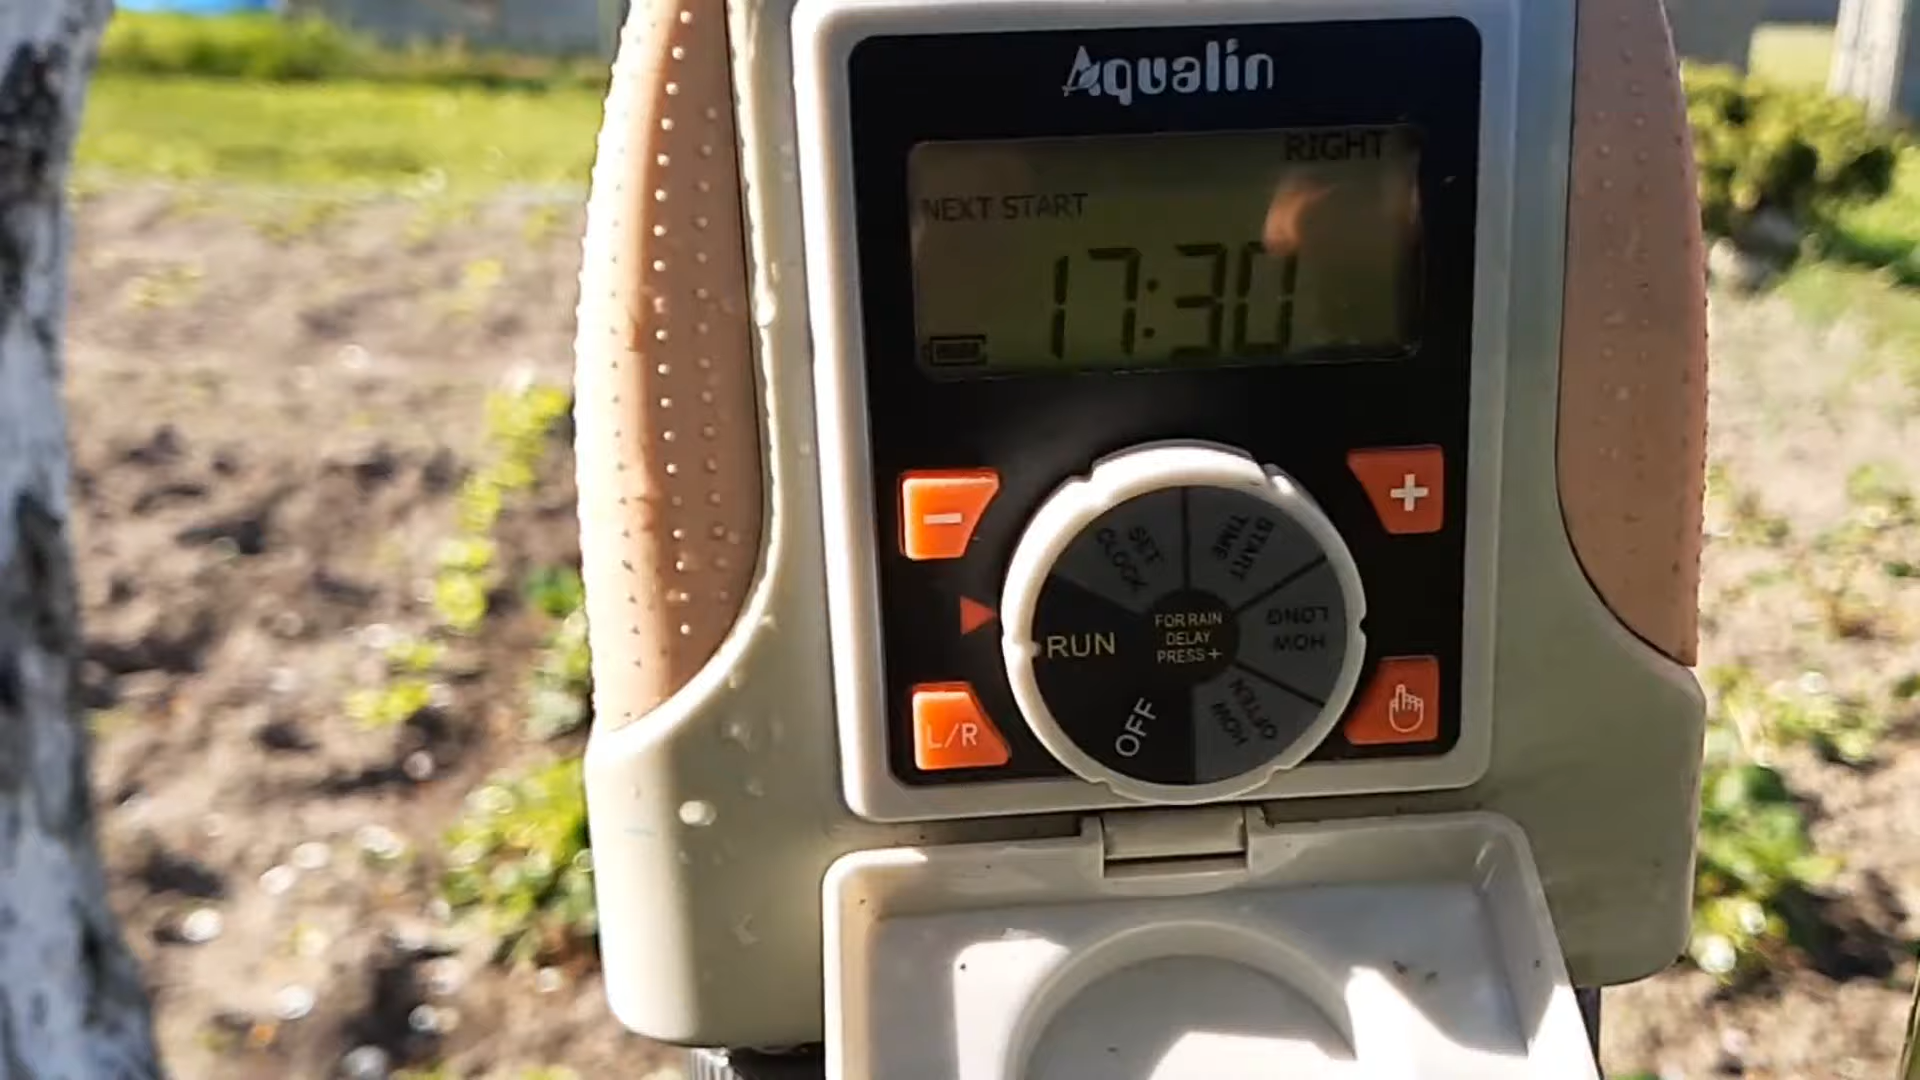 Aqualin
RIGHT
NEXT START
17:30
-
+
SET
CLOCK
START
TIME
HOW
LONG
HOW
OFTEN
OFF
RUN
FOR RAIN
DELAY
PRESS+
L/R